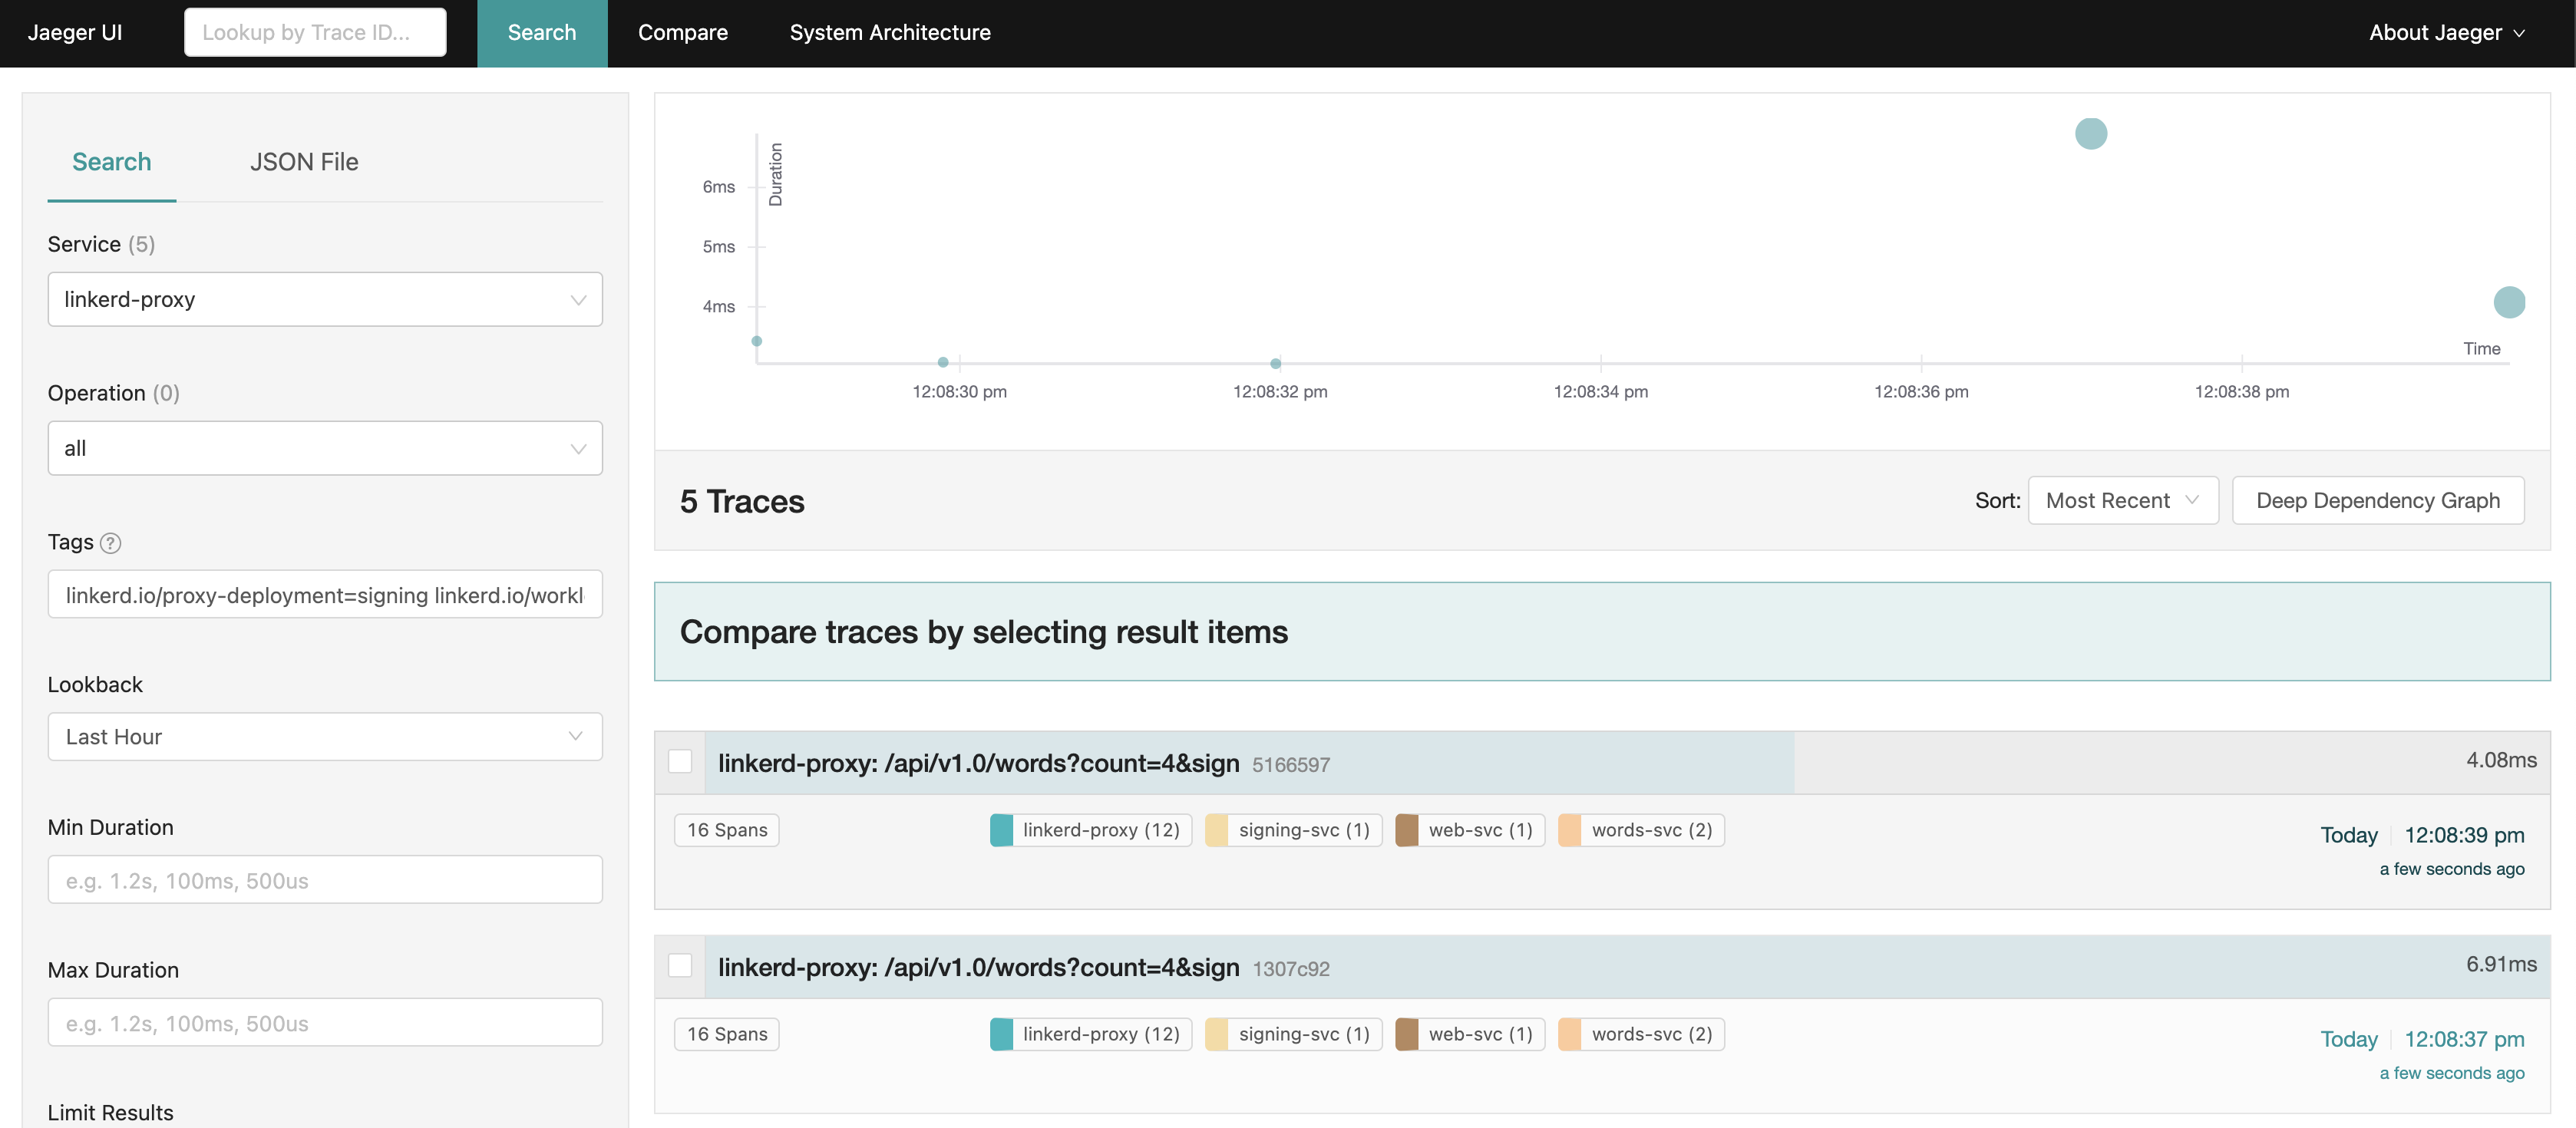 Jaeger UI
Lookup by Trace ID...
Search
Compare
System Architecture
About Jaeger
Search
JSON File
Service (5)
linkerd-proxy
Operation (0)
all
Tags ?
linkerd.io/proxy-deployment=signing linkerd.io/workl
Lookback
Last Hour
Min Duration
e.g. 1.2s, 100ms, 500us
Max Duration
e.g. 1.2s, 100ms, 500us
Limit Results
Duration
6ms
5ms
4ms
Time
12:08:30 pm
12:08:32 pm
12:08:34 pm
12:08:36 pm
12:08:38 pm
5 Traces
Sort: Most Recent
Deep Dependency Graph
Compare traces by selecting result items
linkerd-proxy: /api/v1.0/words?count=4&sign 5166597
4.08ms
16 Spans
linkerd-proxy (12)
signing-svc (1)
web-svc (1)
words-svc (2)
Today 12:08:39 pm
a few seconds ago
linkerd-proxy: /api/v1.0/words?count=4&sign 1307c92
6.91ms
16 Spans
linkerd-proxy (12)
signing-svc (1)
web-svc (1)
words-svc (2)
Today 12:08:37 pm
a few seconds ago